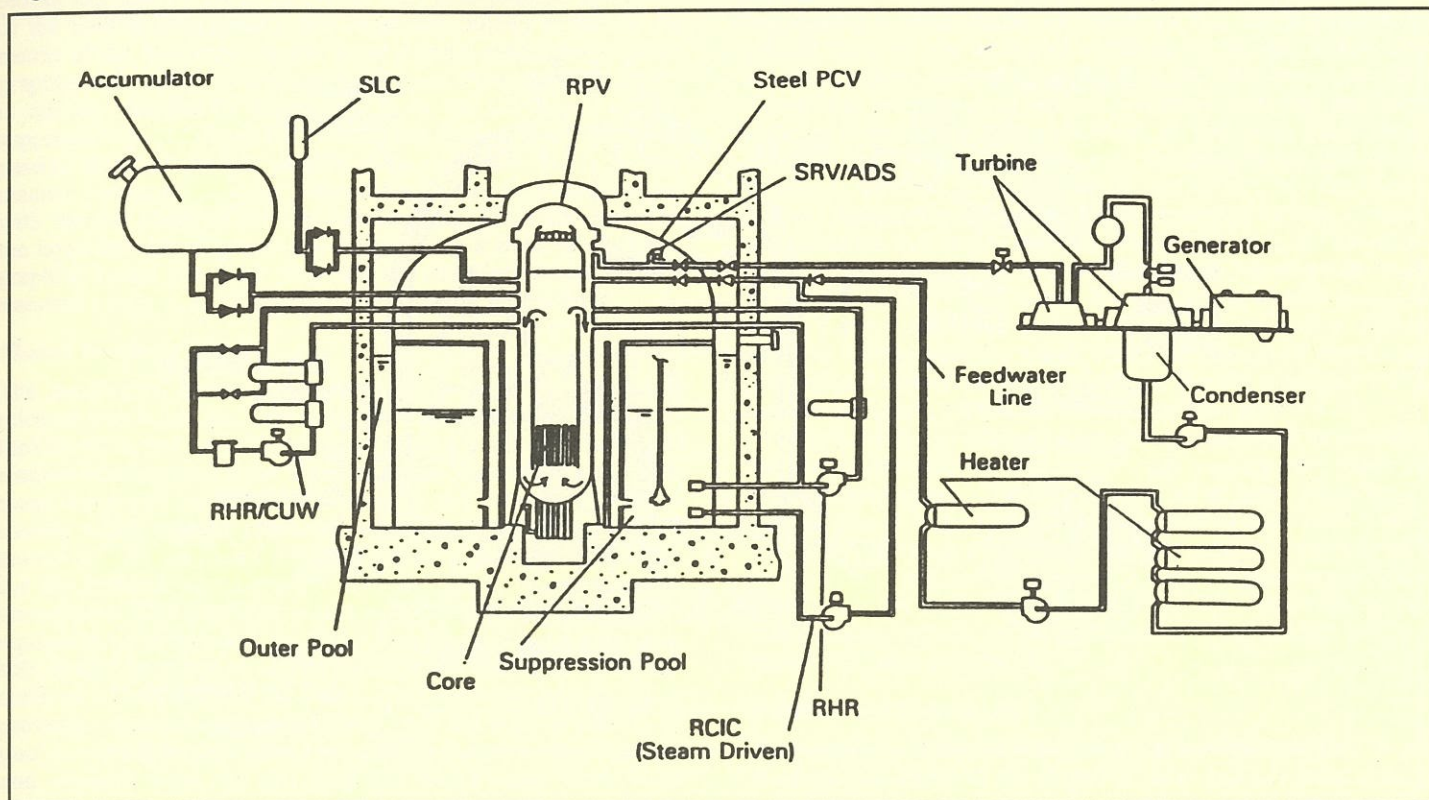 Accumulator
SLC
RPV
Steel PCV
SRV/ADS
Turbine
Generator
Feedwater
Line
Condenser
Heater
RHR/CUW
Outer Pool
Core
Suppression Pool
RHR
RCIC
(Steam Driven)